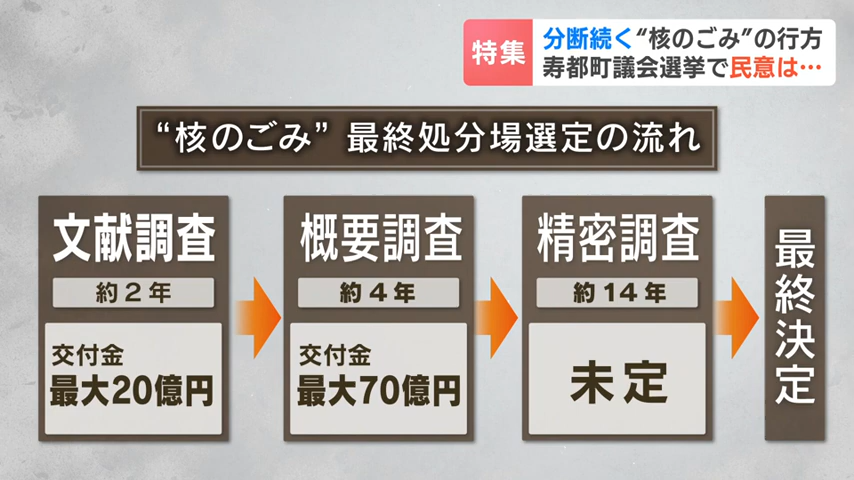 特集
分断続く“核のごみ”の行方
寿都町議会選挙で民意は…
“核のごみ” 最終処分場選定の流れ
文献調査
約2年
交付金
最大20億円
概要調査
約4年
交付金
最大70億円
精密調査
約14年
未定
最終決定